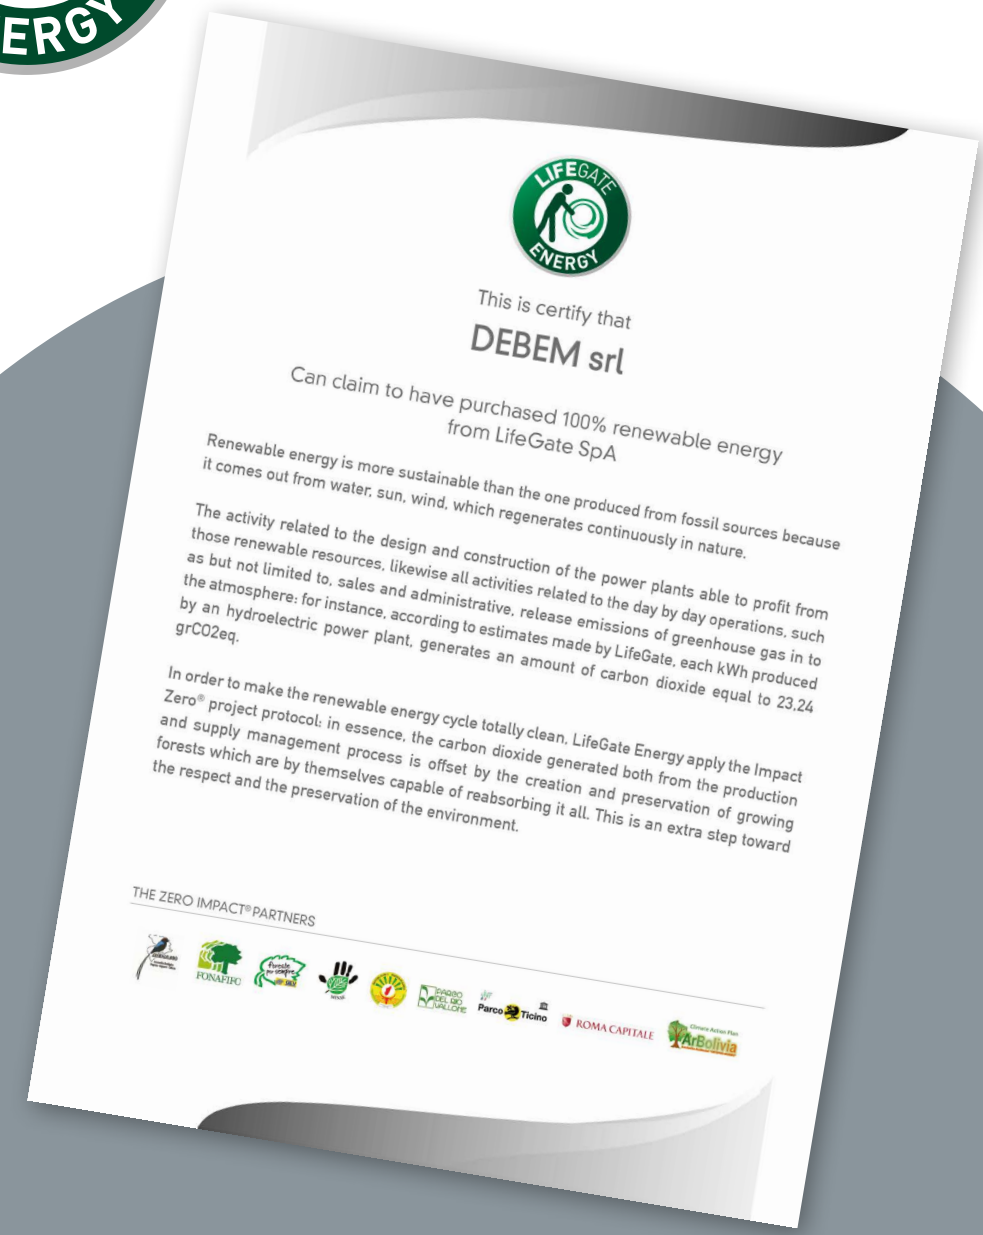 ERGY
LIFEGATE
ENERGY
This is certify that
DEBEM srl
Can claim to have purchased 100% renewable energy
from LifeGate SpA
Renewable energy is more sustainable than the one produced from fossil sources because
it comes out from water, sun, wind, which regenerates continuously in nature.
The activity related to the design and construction of the power plants able to profit from
those renewable resources, likewise all activities related to the day by day operations, such
as but not limited to, sales and administrative, release emissions of greenhouse gas in to
the atmosphere; for instance, according to estimates made by LifeGate, each kWh produced
by an hydroelectric power plant, generates an amount of carbon dioxide equal to 23,24
grCO2eq.
In order to make the renewable energy cycle totally clean, LifeGate Energy apply the Impact
Zero® project protocol; in essence, the carbon dioxide generated both from the production
and supply management process is offset by the creation and preservation of growing
forests which are by themselves capable of reabsorbing it all. This is an extra step toward
the respect and the preservation of the environment.
THE ZERO IMPACT® PARTNERS
FONAFIFO
foreste per sempre
PARCO
DEL RIO
VALLONE
Parco Ticino
ROMA CAPITALE
Climate Action Plan
ArBolivia